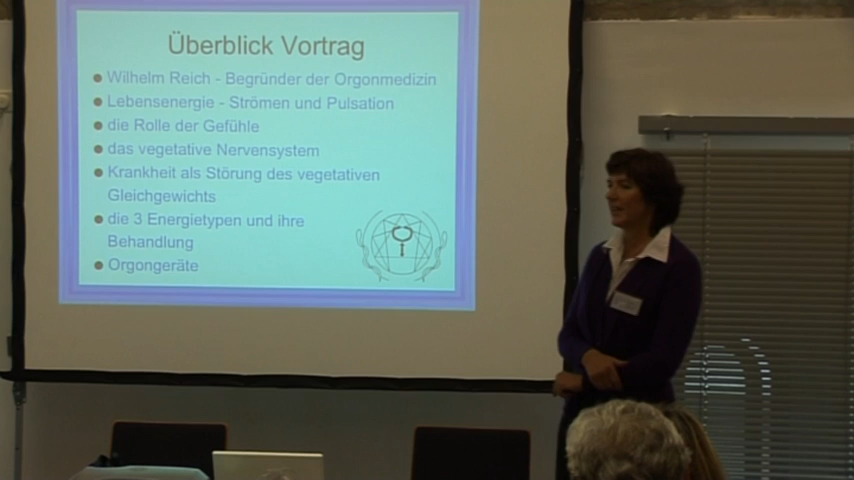 Überblick Vortrag
Wilhelm Reich - Begründer der Orgonmedizin
Lebensenergie - Strömen und Pulsation
die Rolle der Gefühle
das vegetative Nervensystem
Krankheit als Störung des vegetativen
Gleichgewichts
die 3 Energietypen und ihre
Behandlung
Orgongeräte